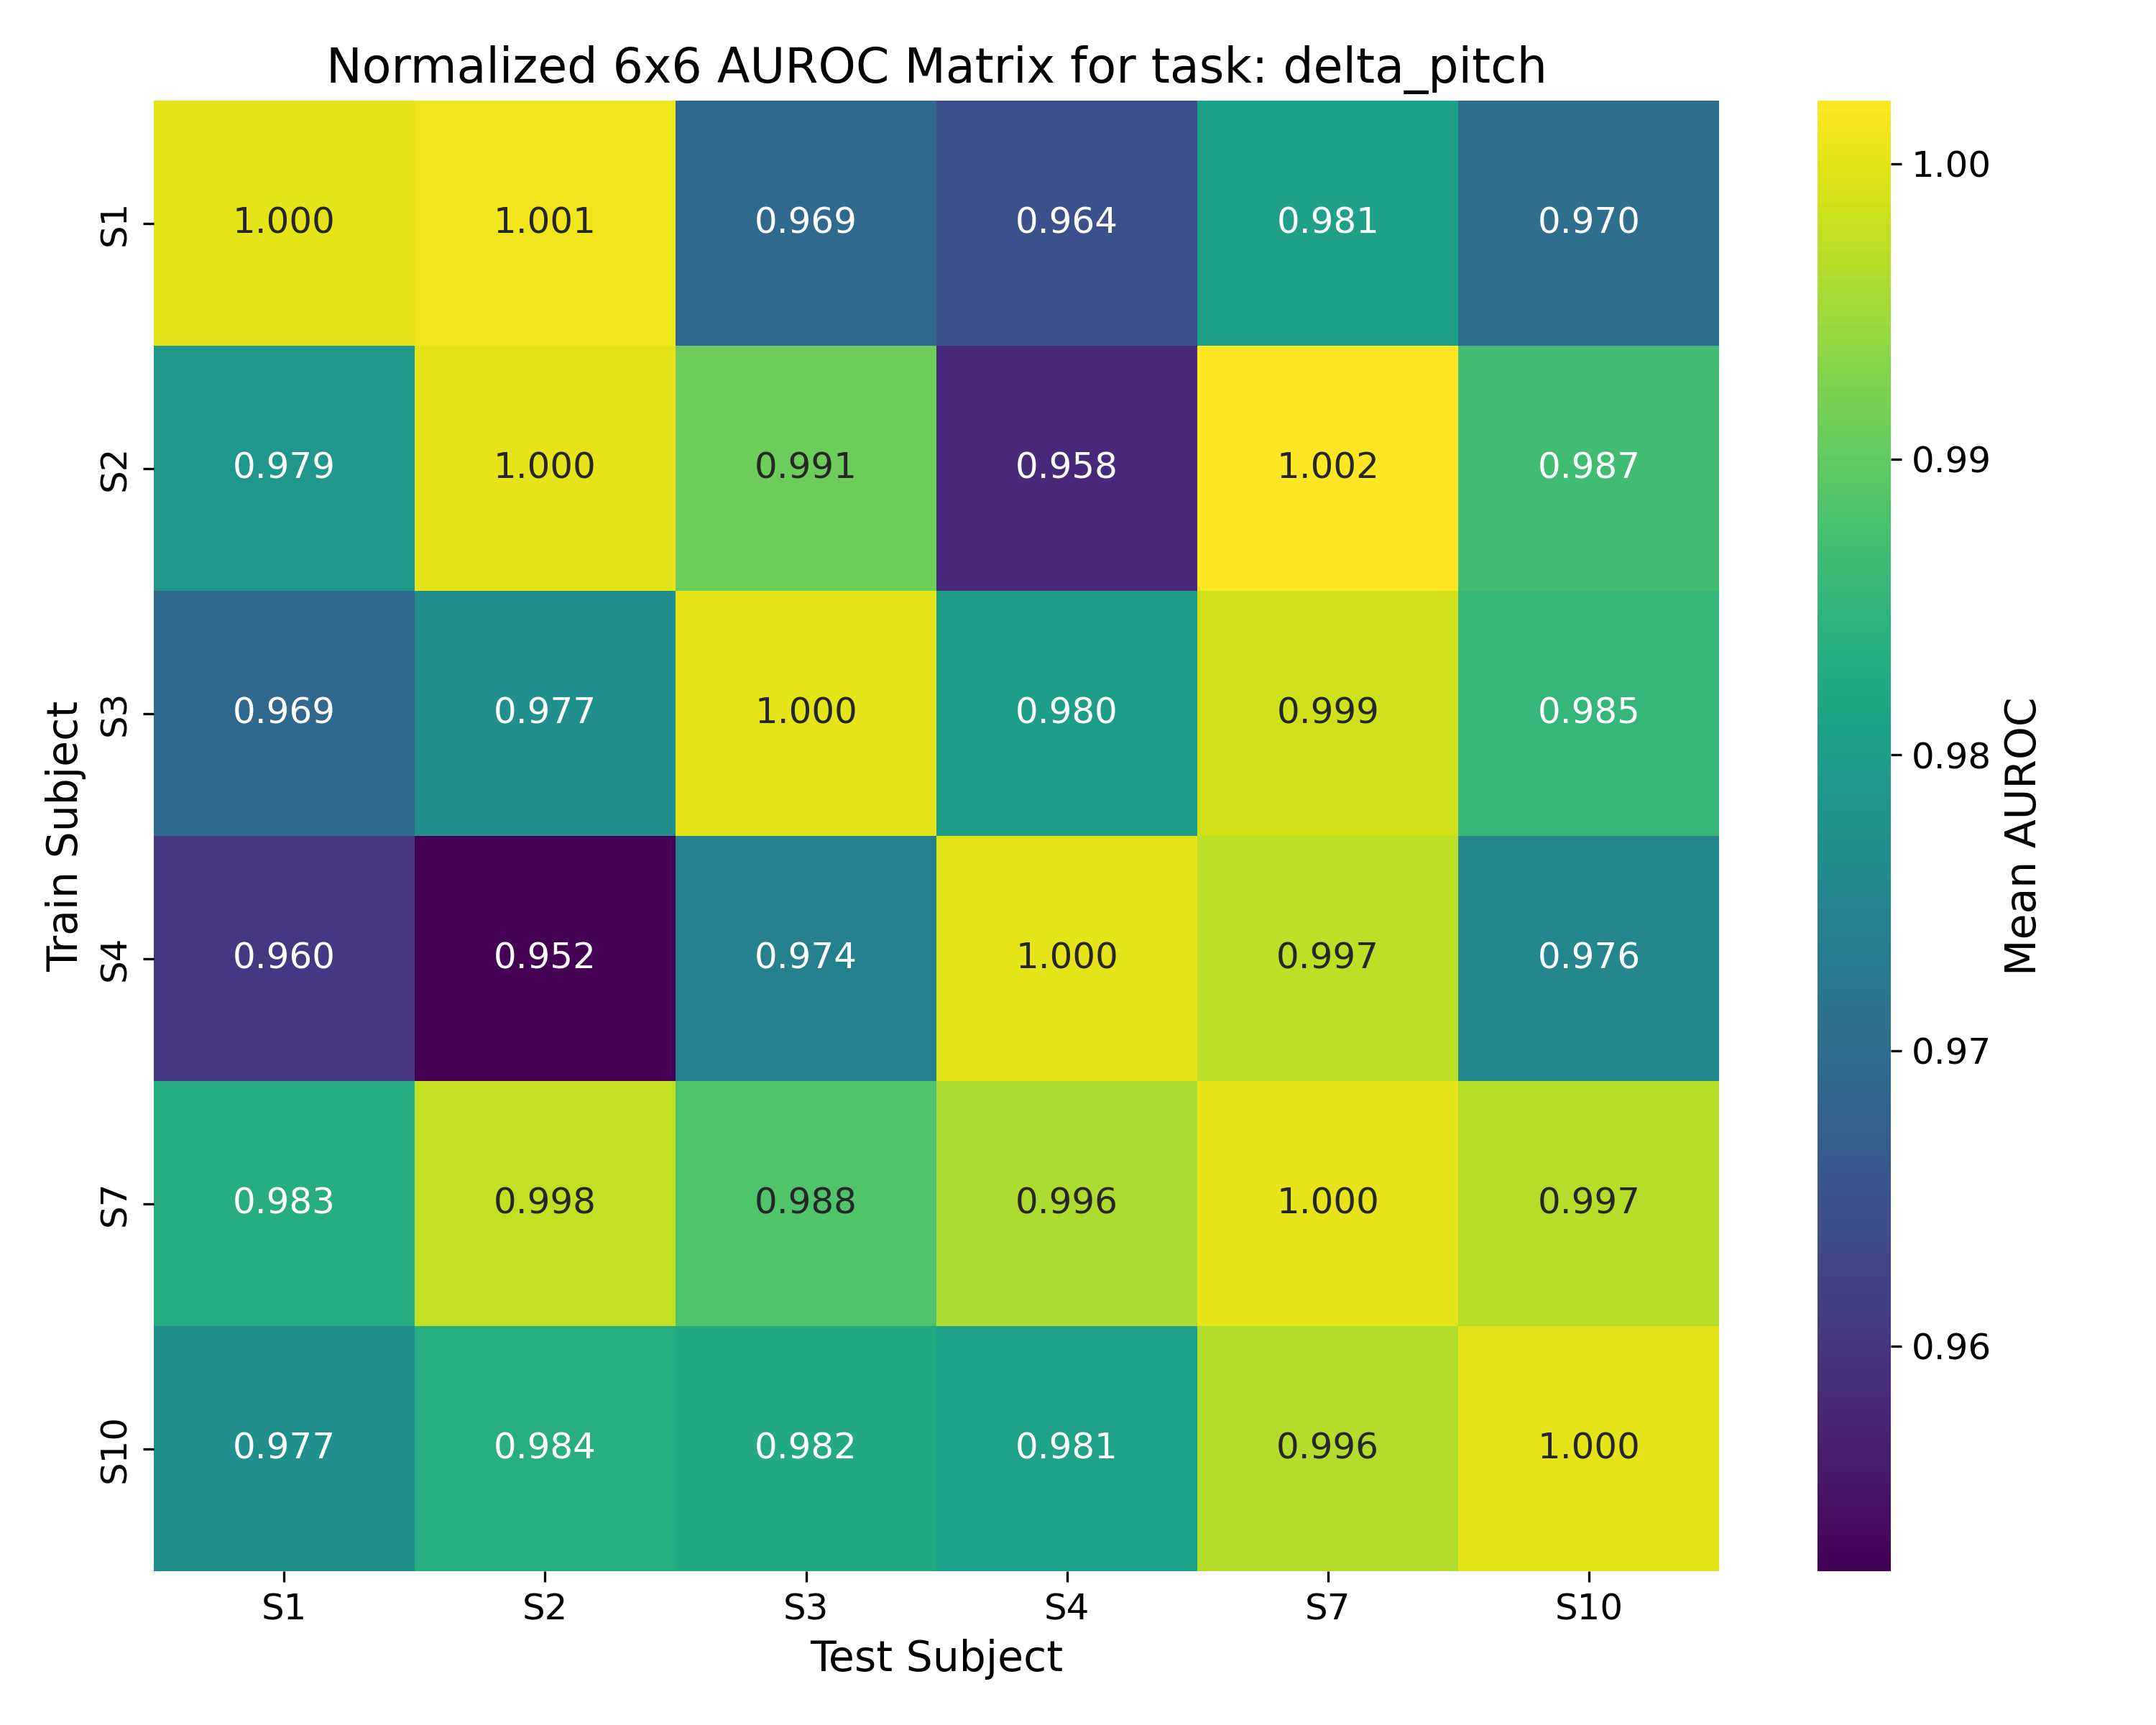 Normalized 6x6 AUROC Matrix for task: delta_pitch
Train Subject
S1 1.000 1.001 0.969 0.964 0.981 0.970
S2 0.979 1.000 0.991 0.958 1.002 0.987
S3 0.969 0.977 1.000 0.980 0.999 0.985
S4 0.960 0.952 0.974 1.000 0.997 0.976
S7 0.983 0.998 0.988 0.996 1.000 0.997
S10 0.977 0.984 0.982 0.981 0.996 1.000
S1 S2 S3 S4 S7 S10
Test Subject
1.00
0.99
0.98
0.97
0.96
Mean AUROC